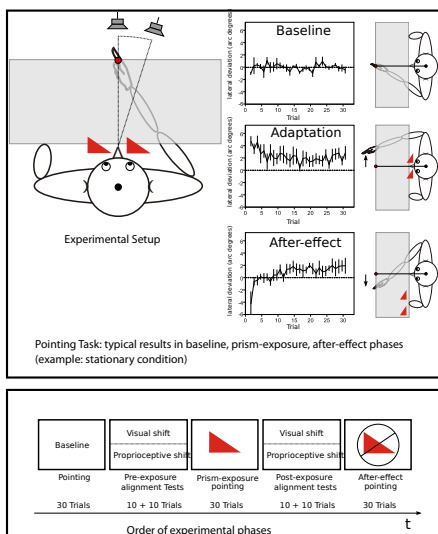 Baseline
lateral deviation (arc degrees)
6
4
2
0
-2
-4
-6
0 5 10 15 20 25 30
Trial
Adaptation
lateral deviation (arc degrees)
6
4
2
0
-2
-4
-6
0 5 10 15 20 25 30
Trial
After-effect
lateral deviation (arc degrees)
6
4
2
0
-2
-4
-6
0 5 10 15 20 25 30
Trial
Experimental Setup
Pointing Task: typical results in baseline, prism-exposure, after-effect phases
(example: stationary condition)
Baseline
Visual shift
Proprioceptive shift
Visual shift
Proprioceptive shift
Pointing
Pre-exposure
alignment Tests
Prism-exposure
pointing
Post-exposure
alignment tests
After-effect
pointing
30 Trials
10 + 10 Trials
30 Trials
10 + 10 Trials
30 Trials
t
Order of experimental phases